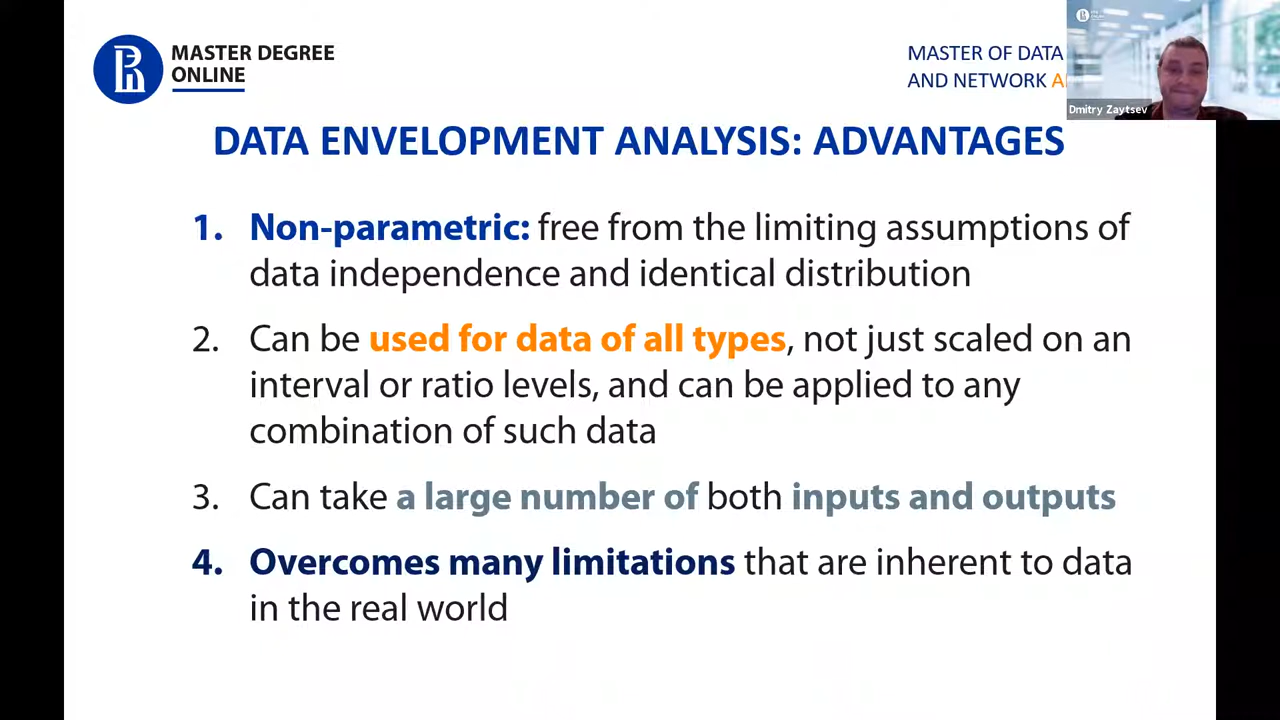 MASTER DEGREE
ONLINE
MASTER OF DATA
AND NETWORK A
Dmitry Zaytsev
DATA ENVELOPMENT ANALYSIS: ADVANTAGES
1. Non-parametric: free from the limiting assumptions of
data independence and identical distribution
2. Can be used for data of all types, not just scaled on an
interval or ratio levels, and can be applied to any
combination of such data
3. Can take a large number of both inputs and outputs
4. Overcomes many limitations that are inherent to data
in the real world